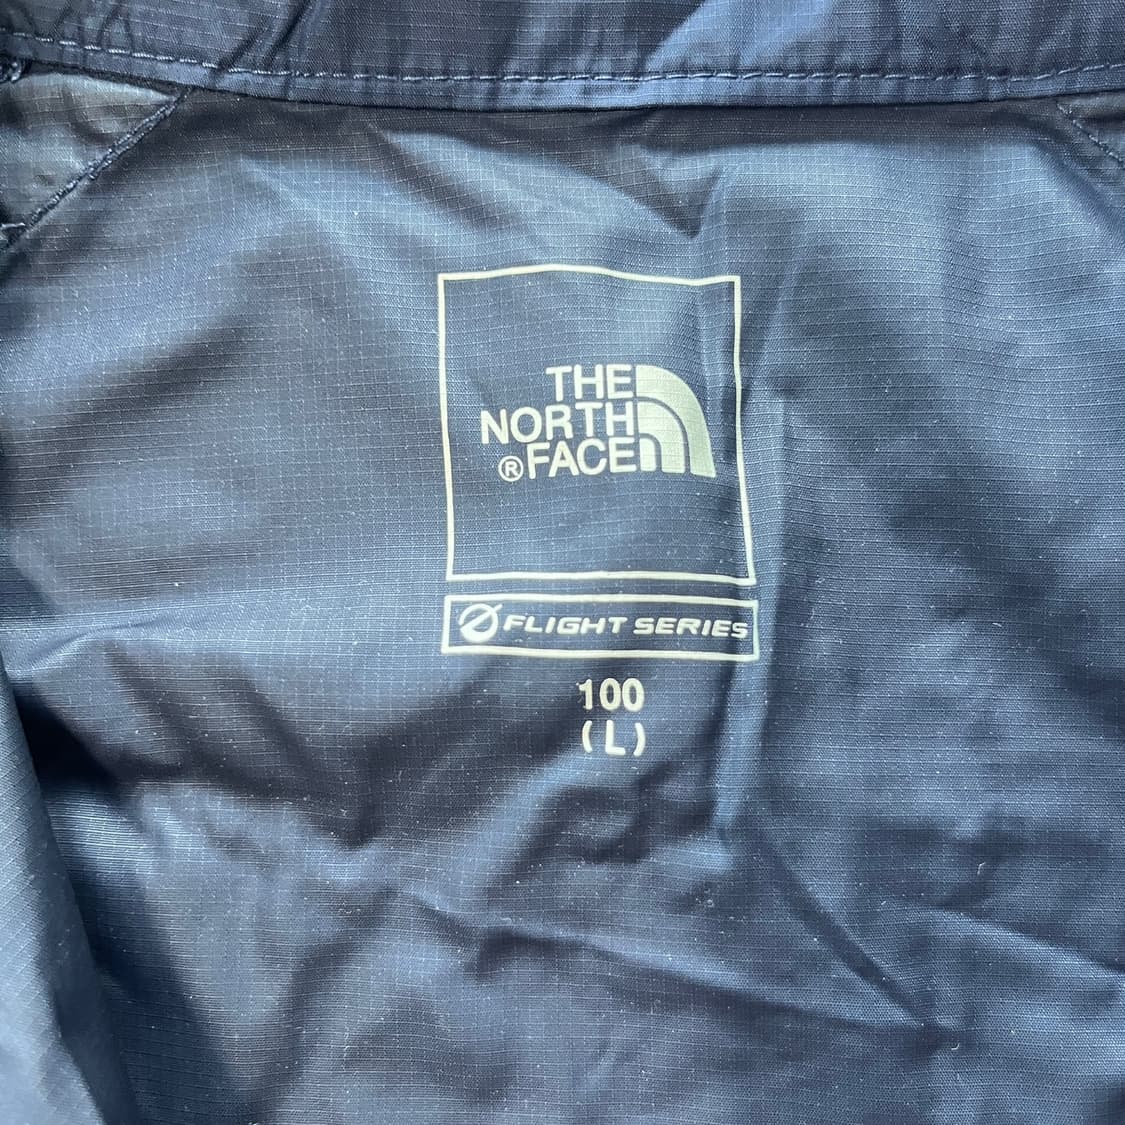 THE
NORTH
®FACE
FLIGHT SERIES
100
(L)